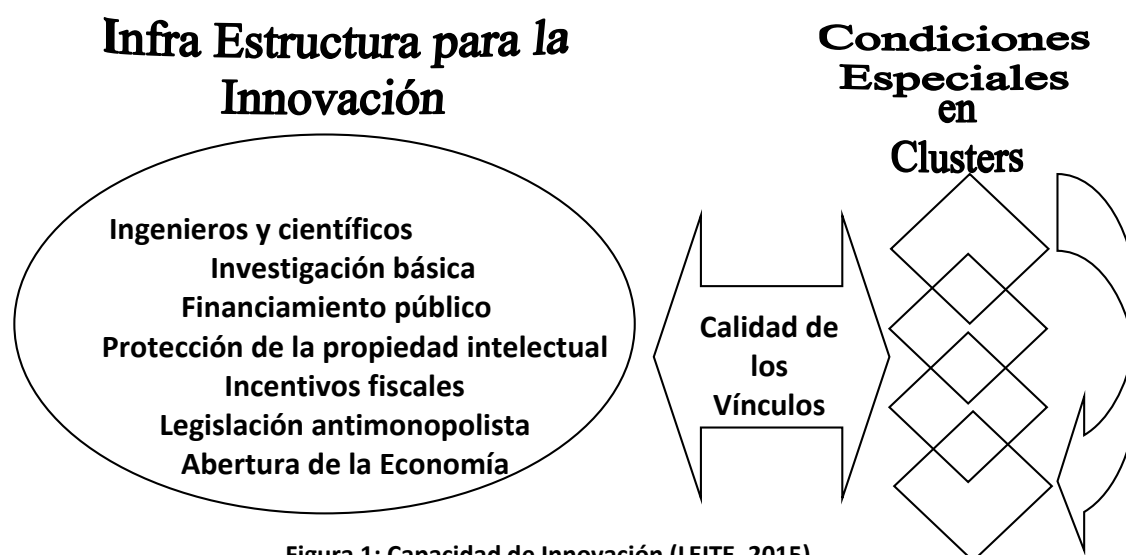 Infra Estructura para la
Innovación
Condiciones
Especiales
en
Clusters
Ingenieros y científicos
Investigación básica
Financiamiento público
Protección de la propiedad intelectual
Incentivos fiscales
Legislación antimonopolista
Abertura de la Economía
Calidad de
los
Vínculos
Figura 1: Capacidad de Innovación (LEITE, 2015)